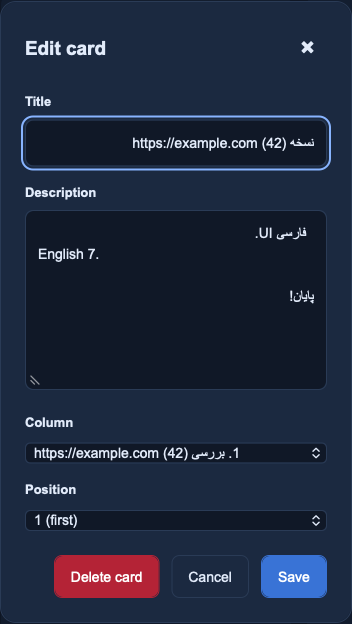 Edit card ✖
Title
نسخه (42) https://example.com
Description
فارسی UI.
English 7.
پایان!
Column
1. بررسی (42) https://example.com
Position
1 (first)
Delete card
Cancel
Save